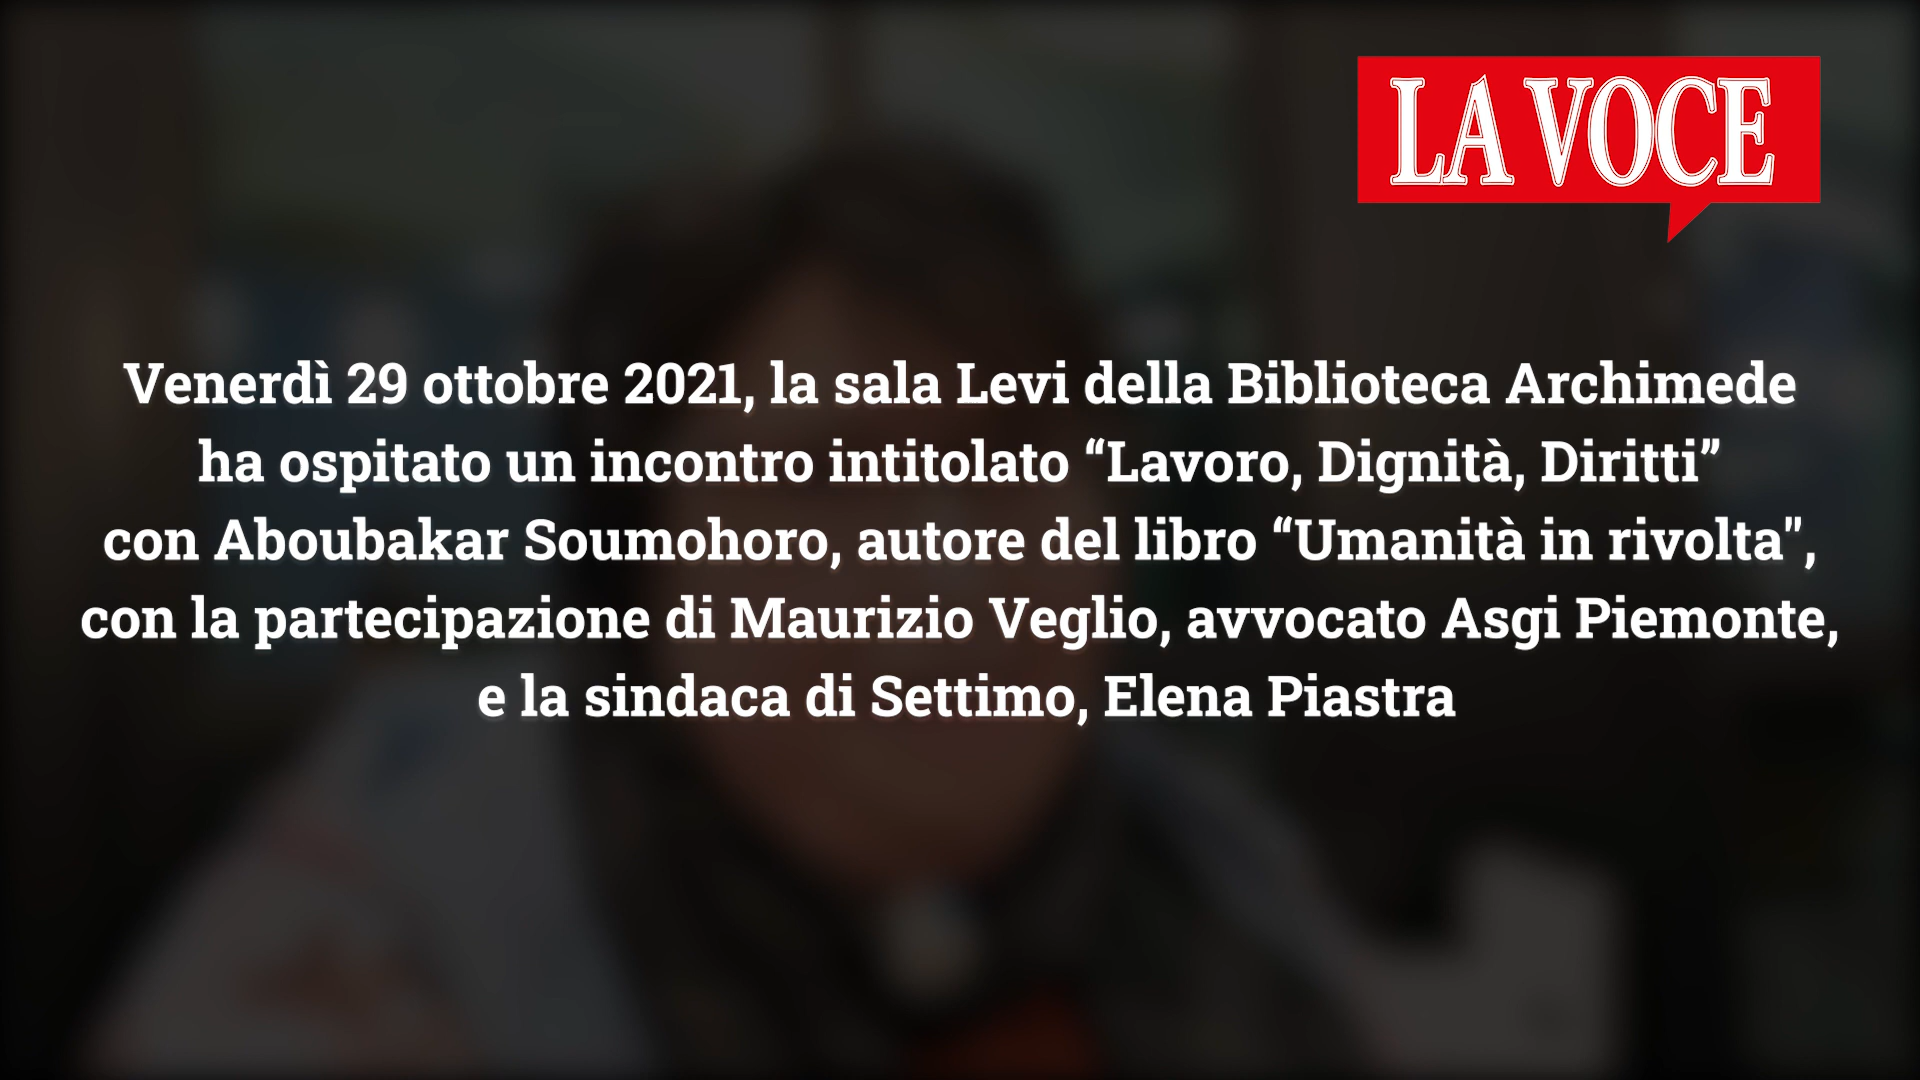 LA VOCE
Venerdì 29 ottobre 2021, la sala Levi della Biblioteca Archimede
ha ospitato un incontro intitolato “Lavoro, Dignità, Diritti”
con Aboubakar Soumohoro, autore del libro “Umanità in rivolta",
con la partecipazione di Maurizio Veglio, avvocato Asgi Piemonte,
e la sindaca di Settimo, Elena Piastra